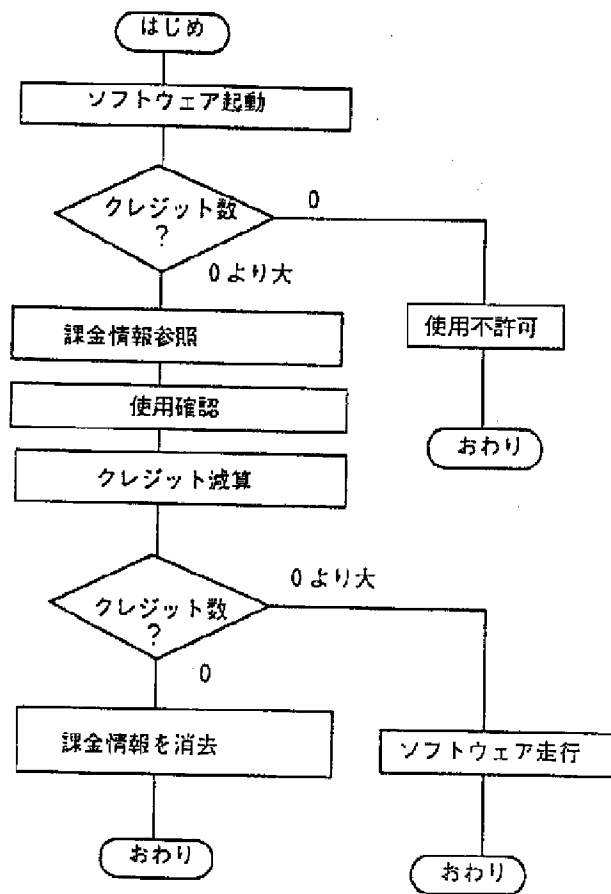 はじめ
ソフトウェア起動
クレジット数
?
0
0より大
課金情報参照
使用不許可
使用確認
おわり
クレジット減算
0より大
クレジット数
?
0
課金情報を消去
ソフトウェア走行
おわり
おわり